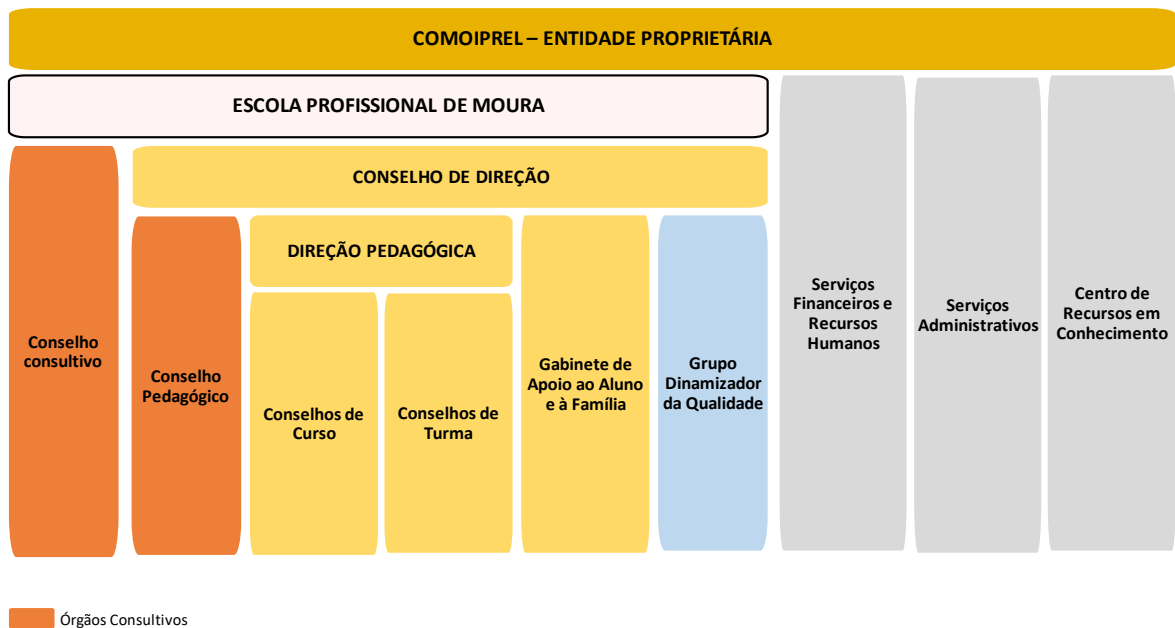 COMOIPREL – ENTIDADE PROPRIETÁRIA
ESCOLA PROFISSIONAL DE MOURA
CONSELHO DE DIREÇÃO
DIREÇÃO PEDAGÓGICA
Conselho
consultivo
Conselho
Pedagógico
Conselhos de
Curso
Conselhos de
Turma
Gabinete de
Apoio ao Aluno
e à Família
Grupo
Dinamizador
da Qualidade
Serviços
Financeiros e
Recursos
Humanos
Serviços
Administrativos
Centro de
Recursos em
Conhecimento
Órgãos Consultivos